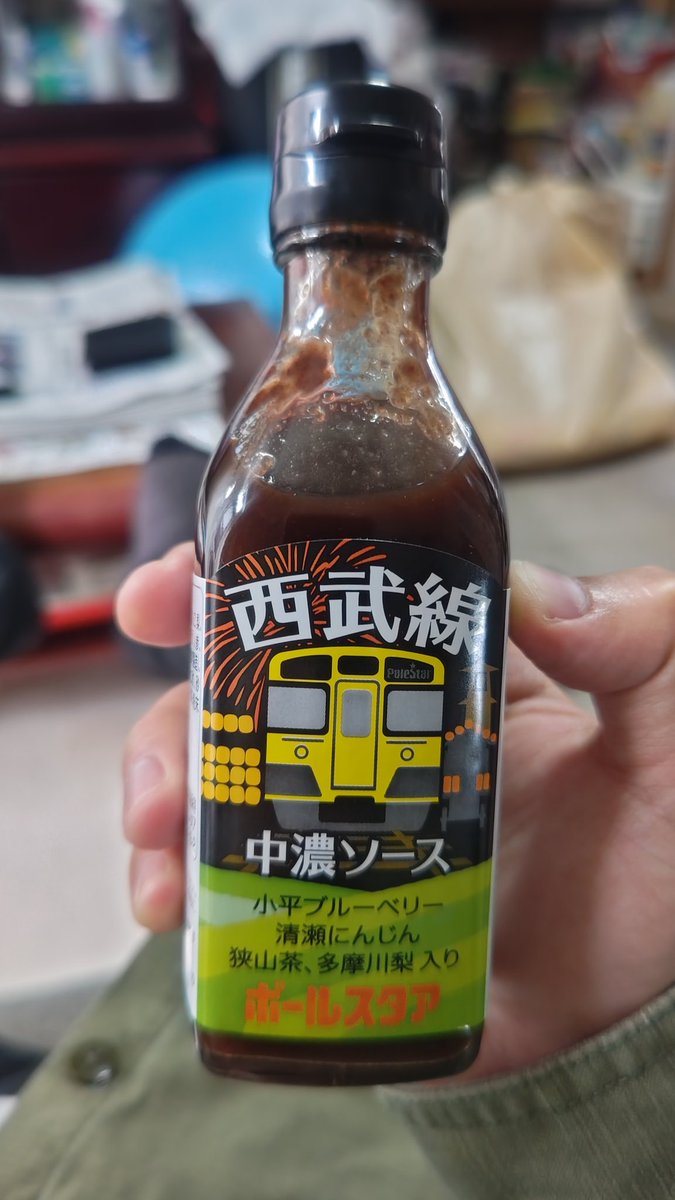 西武線
PoleStar
中濃ソース
小平ブルーベリー
清瀬にんじん
狭山茶、多摩川梨 入り
ポールスタア